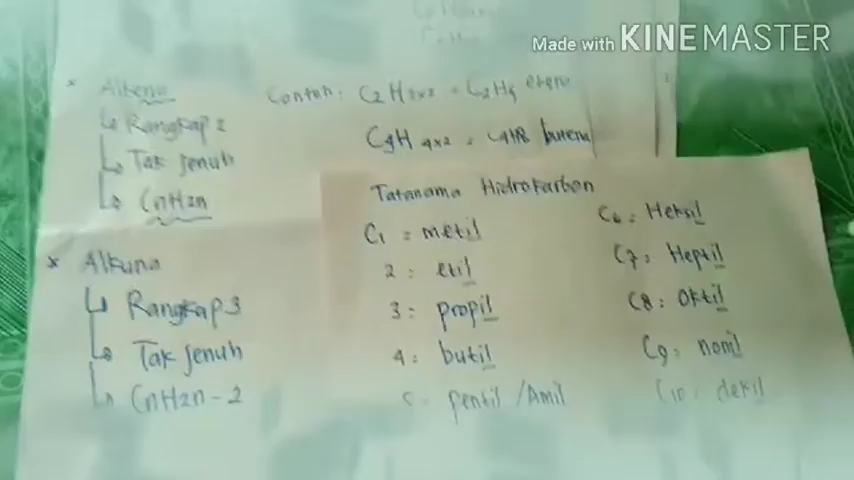 Made with KINEMASTER
* Alkena
↳ Rangkap 2
↳ Tak jenuh
↳ CnH2n
Contoh: C2H2x2 = C2H4 etena
C4H4x2 = C4H8 butena
* Alkuna
↳ Rangkap 3
↳ Tak jenuh
↳ CnH2n-2
Tatanama Hidrokarbon
C1 = metil
2 : etil
3 : propil
4 : butil
5 = pentil / Amil
C6 = Heksil
C7 : Heptil
C8 : Oktil
C9 = nonil
C10 : dekil